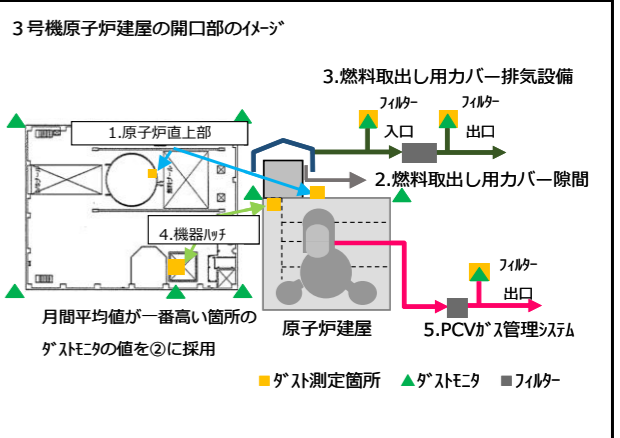 3号機原子炉建屋の開口部のｲﾒｰｼﾞ
3.燃料取出し用カバー排気設備
ﾌｨﾙﾀｰ
ﾌｨﾙﾀｰ
1.原子炉直上部
入口
出口
2.燃料取出し用カバー隙間
4.機器ﾊｯﾁ
ﾌｨﾙﾀｰ
出口
月間平均値が一番高い箇所の
ﾀﾞｽﾄﾓﾆﾀの値を②に採用
原子炉建屋
5.PCVｶﾞｽ管理ｼｽﾃﾑ
■ﾀﾞｽﾄ測定箇所 ▲ﾀﾞｽﾄﾓﾆﾀ ■ﾌｨﾙﾀｰ